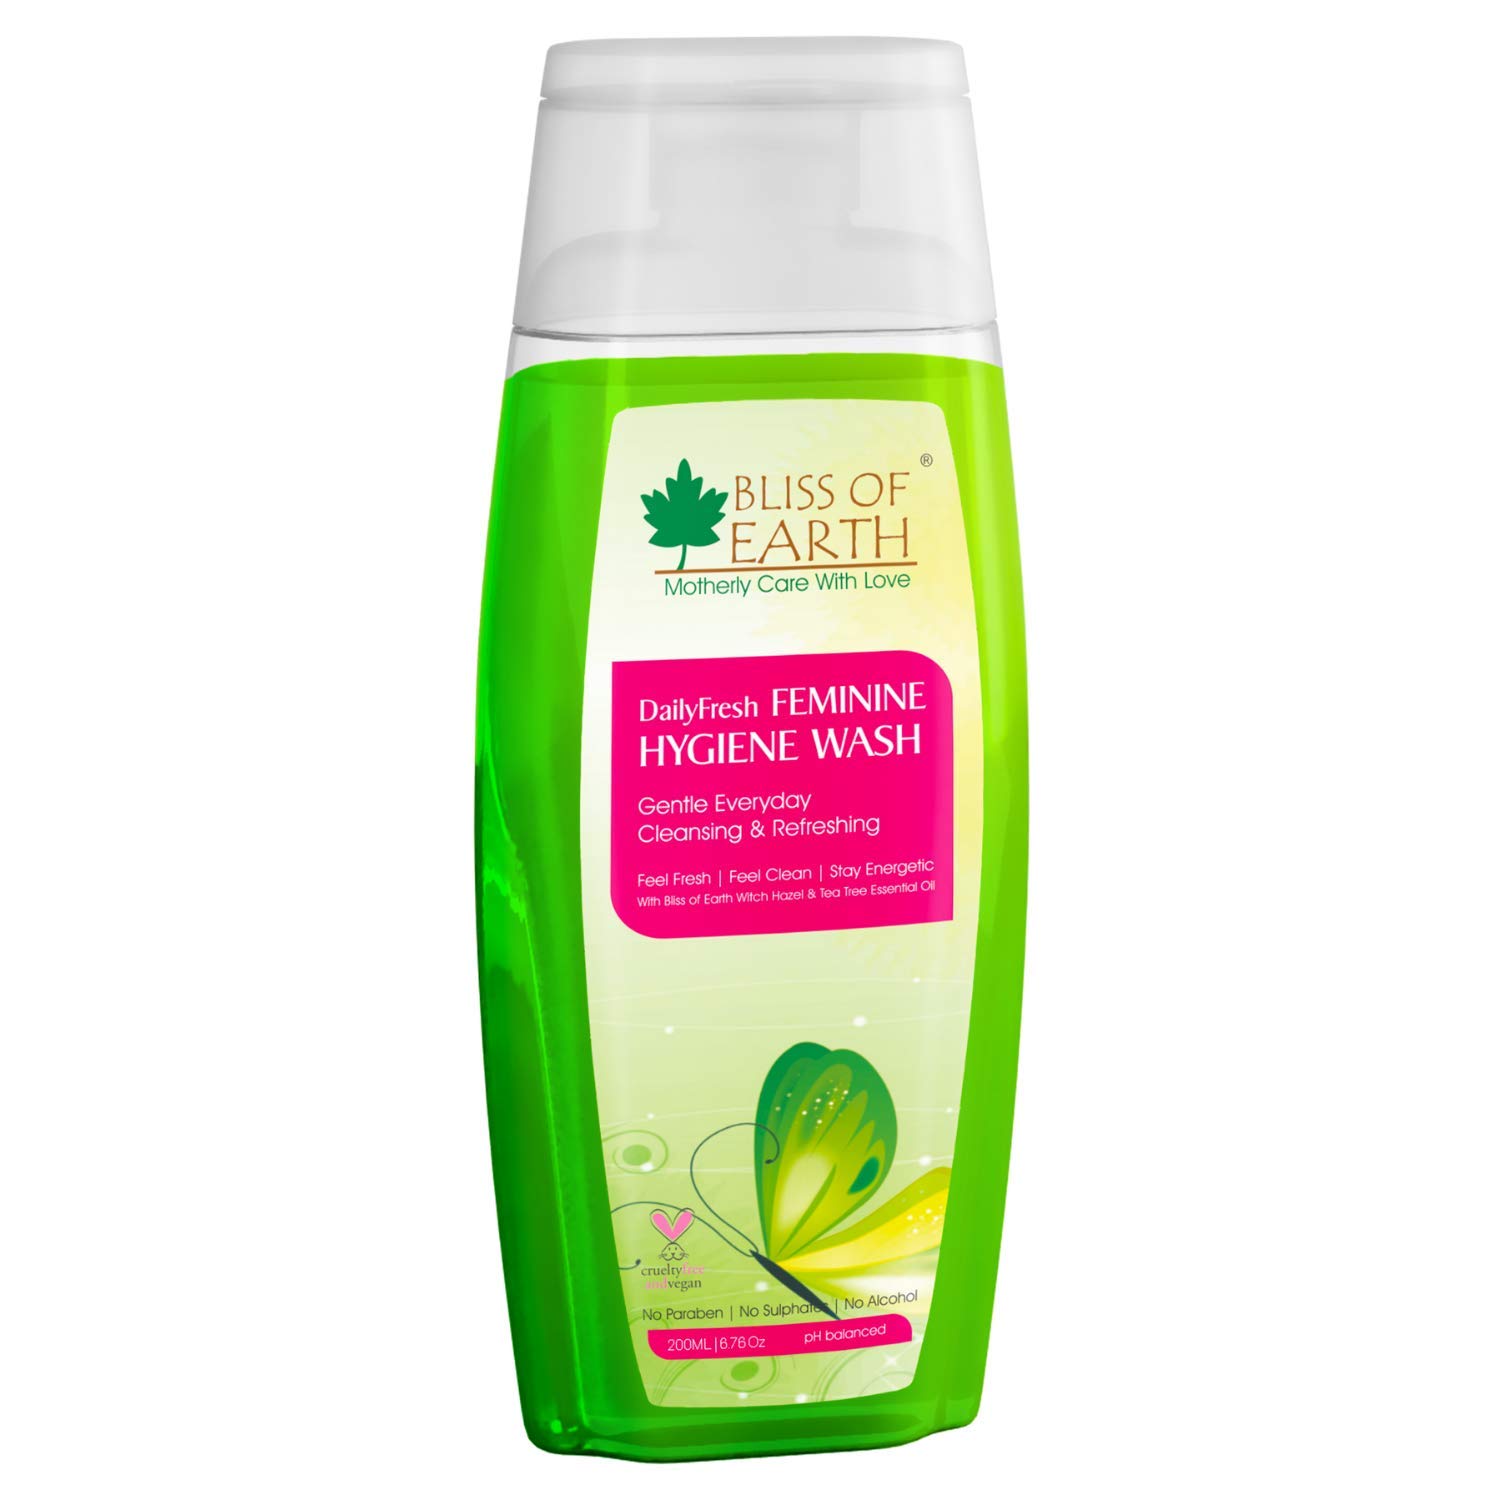 BLISS OF ®
EARTH
Motherly Care With Love
DailyFresh FEMININE
HYGIENE WASH
Gentle Everyday
Cleansing & Refreshing
Feel Fresh | Feel Clean | Stay Energetic
With Bliss of Earth Witch Hazel & Tea Tree Essential Oil
crueltyfree
andvegan
No Paraben | No Sulphates | No Alcohol
200ML | 6.76 Oz pH balanced